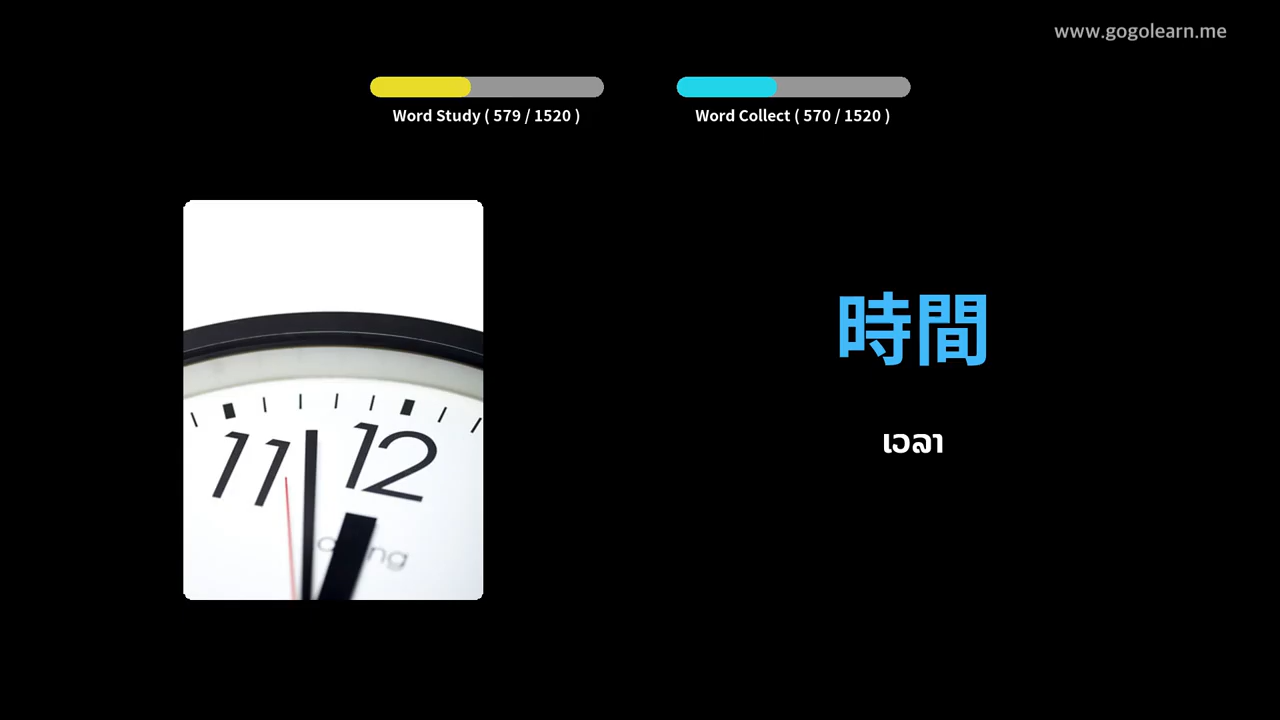 www.gogolearn.me
Word Study ( 579 / 1520 )
Word Collect ( 570 / 1520 )
11 12
時間
ເວລາ